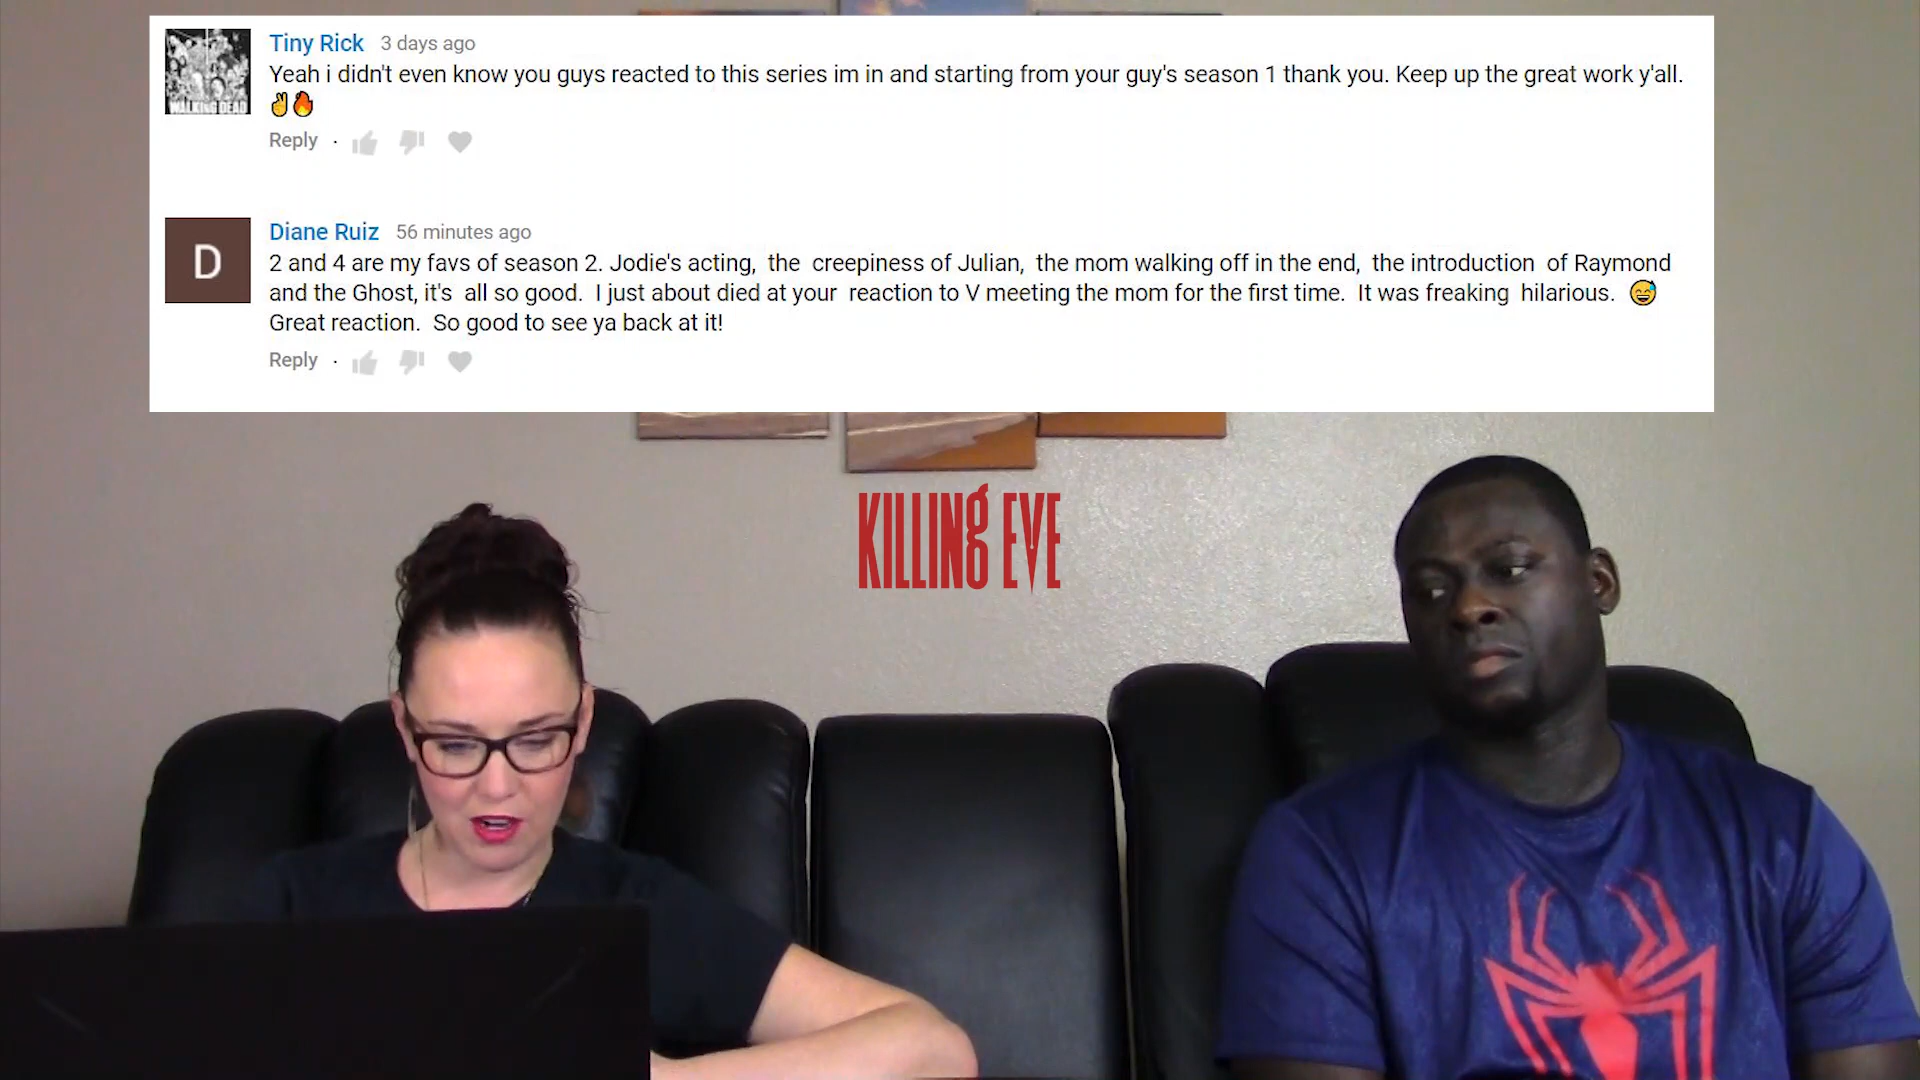 Tiny Rick 3 days ago
Yeah i didn't even know you guys reacted to this series im in and starting from your guy's season 1 thank you. Keep up the great work y'all.
✌🔥
Reply ·
WALKING DEAD
D
Diane Ruiz 56 minutes ago
2 and 4 are my favs of season 2. Jodie's acting, the creepiness of Julian, the mom walking off in the end, the introduction of Raymond
and the Ghost, it's all so good. I just about died at your reaction to V meeting the mom for the first time. It was freaking hilarious. 😅
Great reaction. So good to see ya back at it!
Reply ·
KILLING EVE